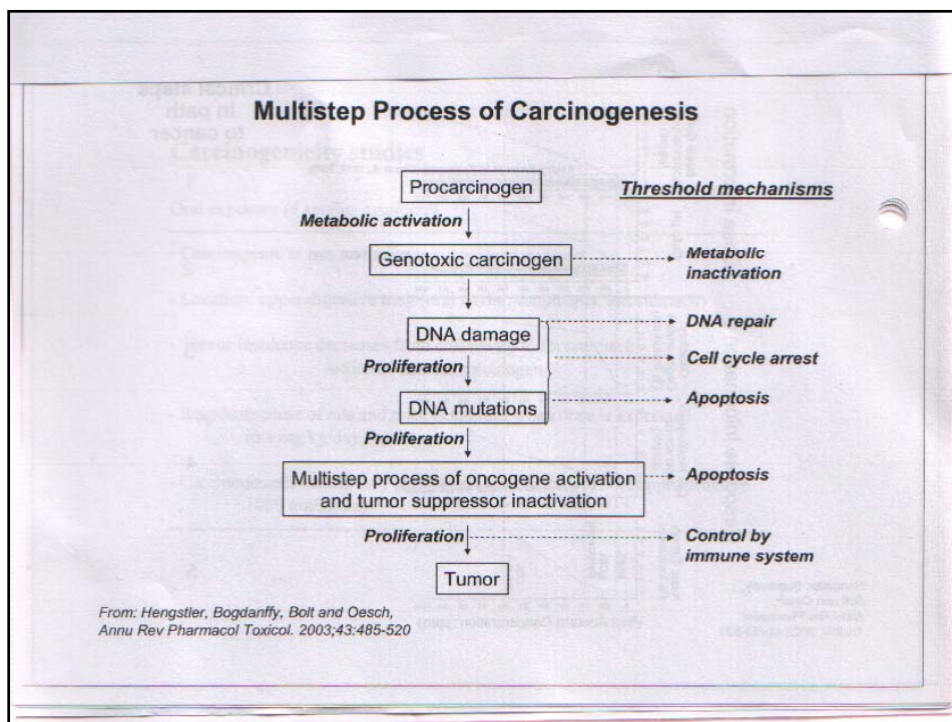 Critical steps
in path
to cancer
Multistep Process of Carcinogenesis
Carcinogenicity studies
Procarcinogen
Threshold mechanisms
Metabolic activation
Genotoxic carcinogen
Metabolic
inactivation
DNA damage
DNA repair
Proliferation
Cell cycle arrest
DNA mutations
Apoptosis
Proliferation
Multistep process of oncogene activation
and tumor suppressor inactivation
Apoptosis
Proliferation
Control by
immune system
Tumor
From: Hengstler, Bogdanffy, Bolt and Oesch,
Annu Rev Pharmacol Toxicol. 2003;43:485-520